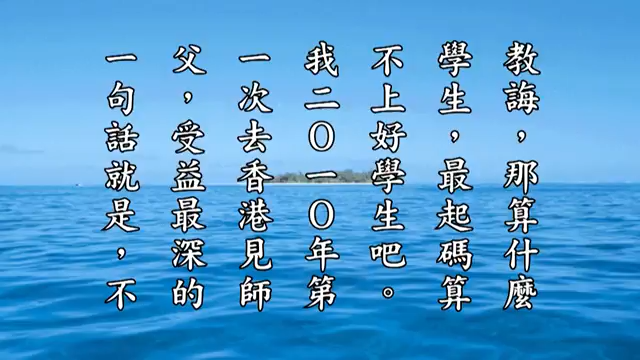 教誨，那算什麼
學生，最起碼算
不上好學生吧。
我二〇一〇年第
一次去香港見師
父，受益最深的
一句話就是，不